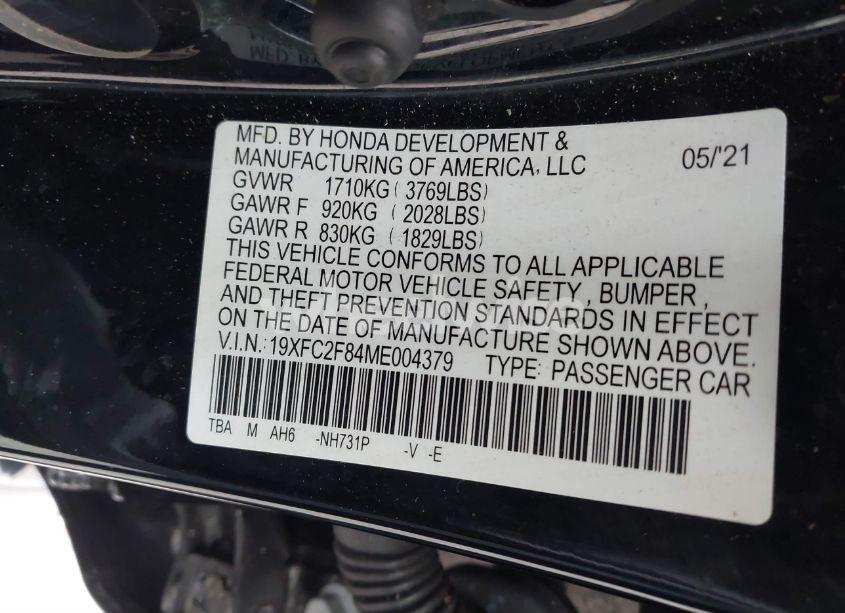 MFD. BY HONDA DEVELOPMENT &
MANUFACTURING OF AMERICA, LLC 05/'21
GVWR 1710KG ( 3769LBS)
GAWR F 920KG ( 2028LBS)
GAWR R 830KG ( 1829LBS)
THIS VEHICLE CONFORMS TO ALL APPLICABLE
FEDERAL MOTOR VEHICLE SAFETY , BUMPER ,
AND THEFT PREVENTION STANDARDS IN EFFECT
ON THE DATE OF MANUFACTURE SHOWN ABOVE.
V.I.N.: 19XFC2F84ME004379 TYPE: PASSENGER CAR
TBA M AH6 -NH731P -V -E